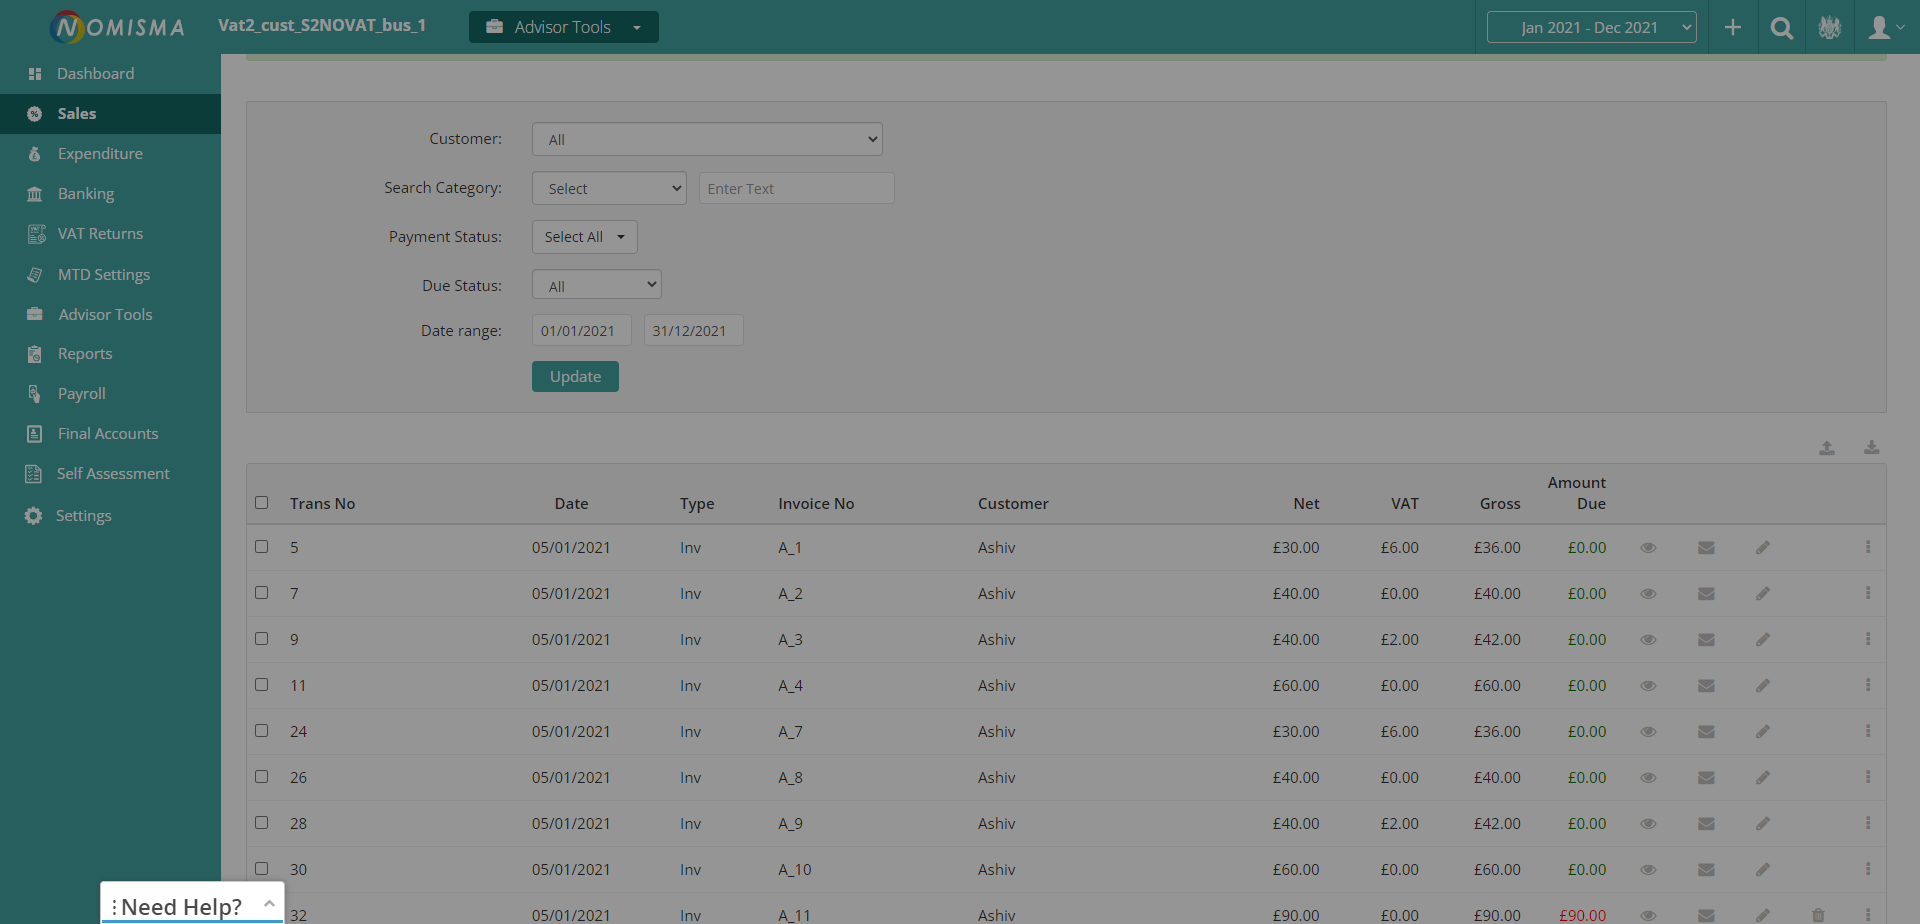 NOMISMA Vat2_cust_S2NOVAT_bus_1 Advisor Tools Jan 2021 - Dec 2021
Dashboard
Sales
Expenditure
Banking
VAT Returns
MTD Settings
Advisor Tools
Reports
Payroll
Final Accounts
Self Assessment
Settings
Customer: All
Search Category: Select Enter Text
Payment Status: Select All
Due Status: All
Date range: 01/01/2021 31/12/2021
Update
Trans No Date Type Invoice No Customer Net VAT Gross Amount Due
5 05/01/2021 Inv A_1 Ashiv £30.00 £6.00 £36.00 £0.00
7 05/01/2021 Inv A_2 Ashiv £40.00 £0.00 £40.00 £0.00
9 05/01/2021 Inv A_3 Ashiv £40.00 £2.00 £42.00 £0.00
11 05/01/2021 Inv A_4 Ashiv £60.00 £0.00 £60.00 £0.00
24 05/01/2021 Inv A_7 Ashiv £30.00 £6.00 £36.00 £0.00
26 05/01/2021 Inv A_8 Ashiv £40.00 £0.00 £40.00 £0.00
28 05/01/2021 Inv A_9 Ashiv £40.00 £2.00 £42.00 £0.00
30 05/01/2021 Inv A_10 Ashiv £60.00 £0.00 £60.00 £0.00
32 05/01/2021 Inv A_11 Ashiv £90.00 £0.00 £90.00 £90.00
Need Help?